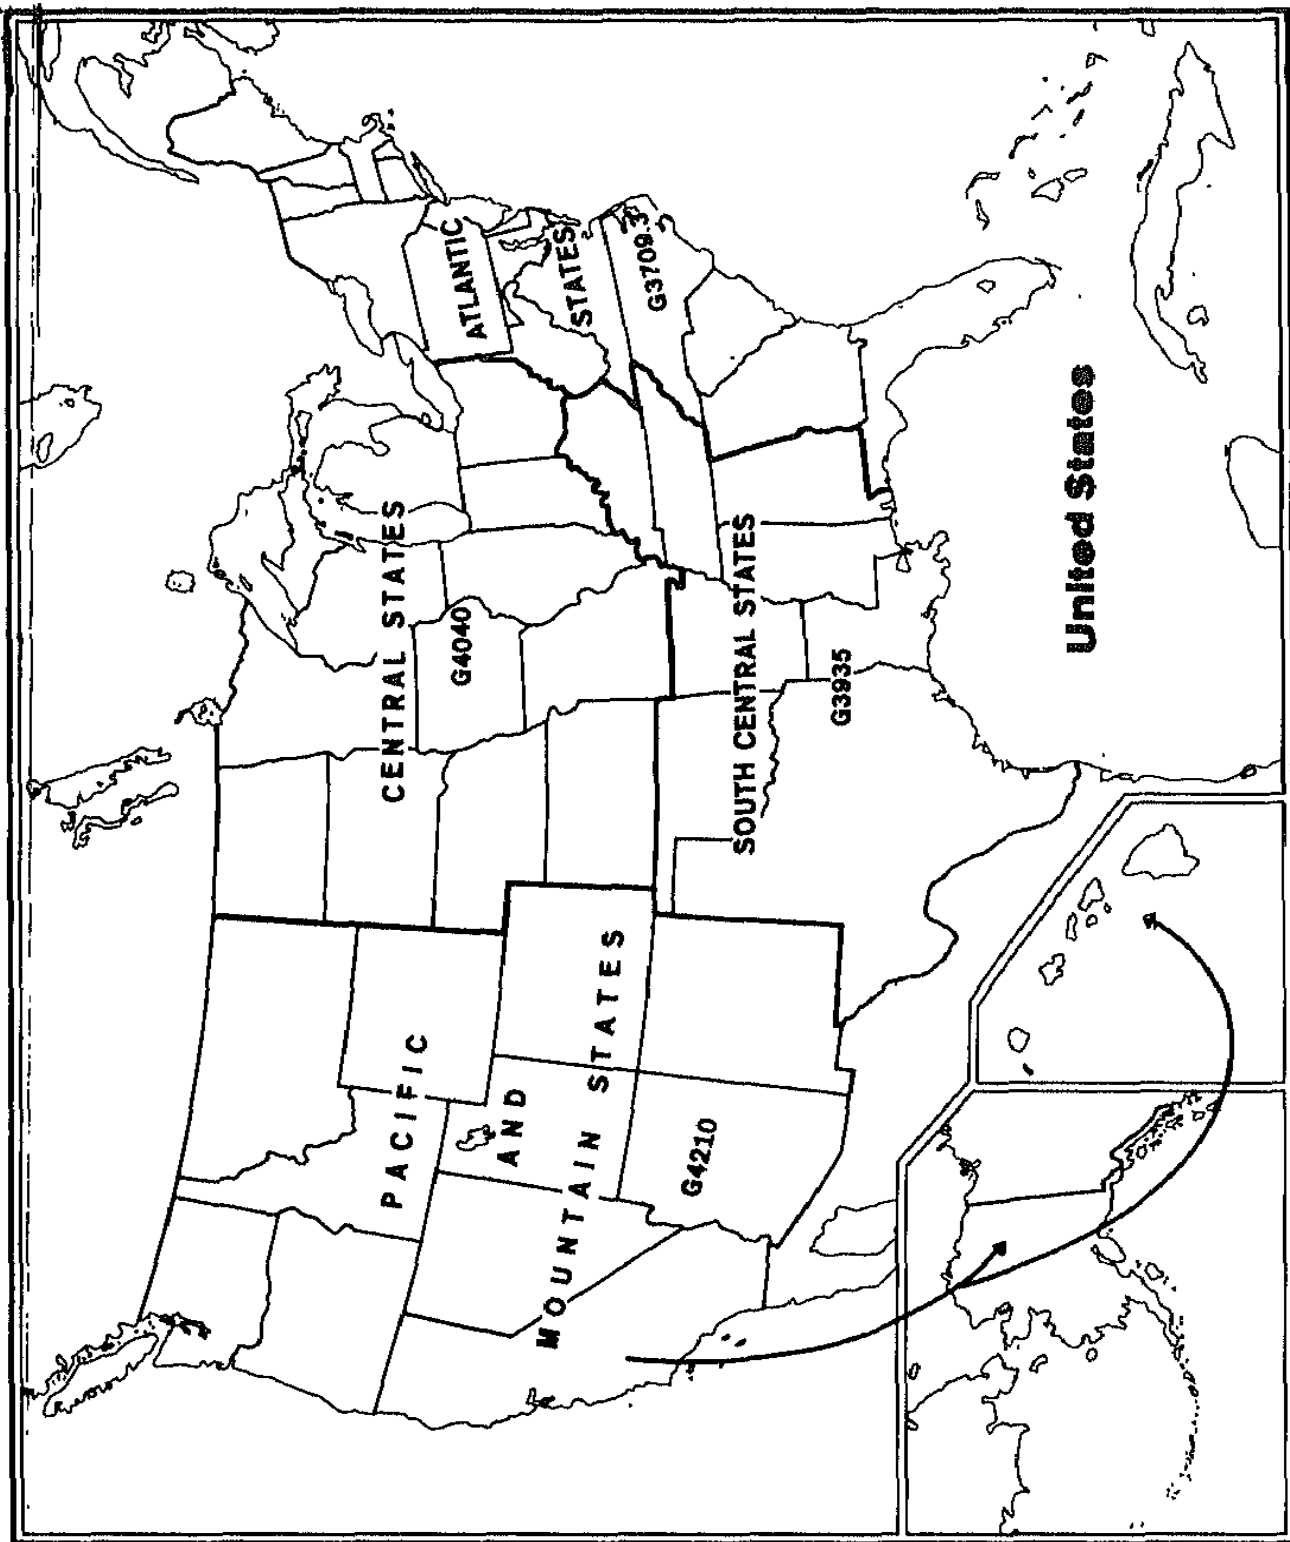 PACIFIC
AND
MOUNTAIN STATES
G4210
CENTRAL STATES
G4040
SOUTH CENTRAL STATES
G3935
ATLANTIC
STATES
G3709.3
United States